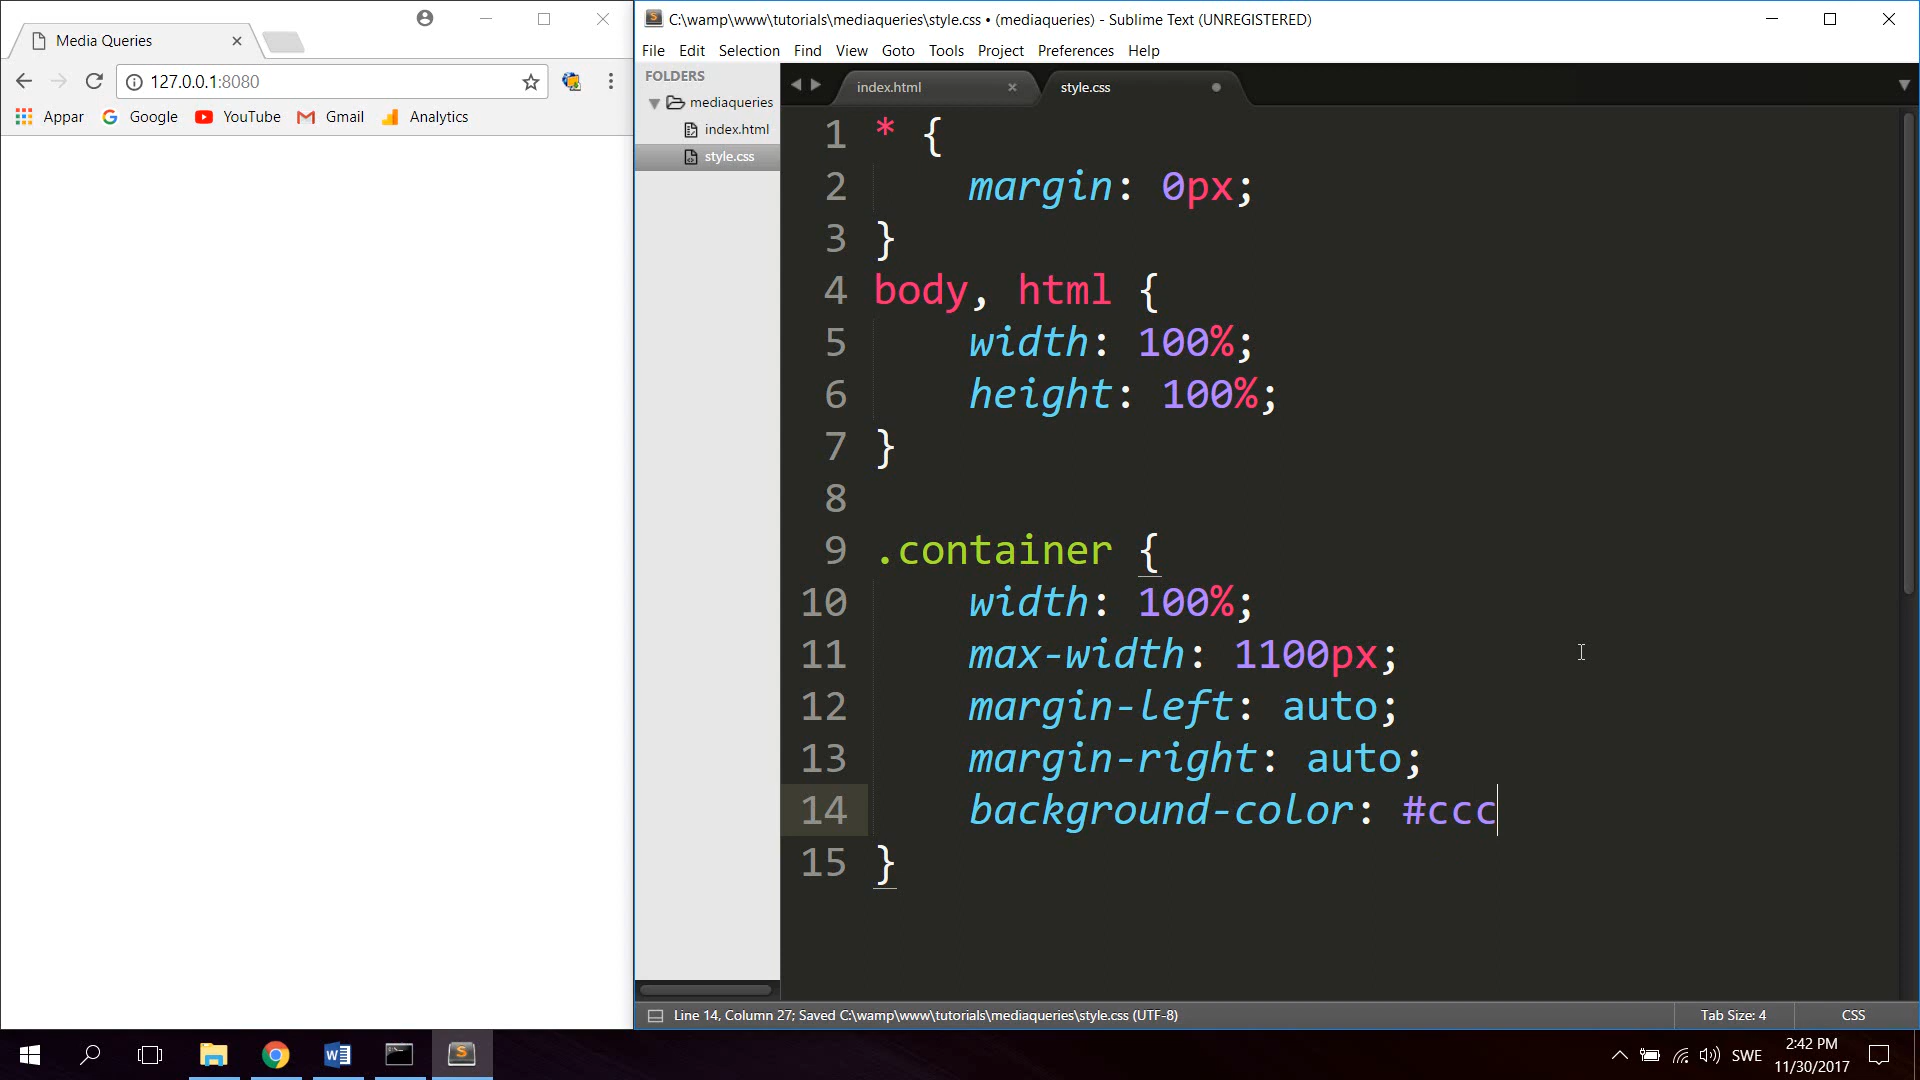 Media Queries
127.0.0.1:8080
Appar Google YouTube Gmail Analytics
C:\wamp\www\tutorials\mediaqueries\style.css • (mediaqueries) - Sublime Text (UNREGISTERED)
File Edit Selection Find View Goto Tools Project Preferences Help
FOLDERS
mediaqueries
index.html
style.css
index.html style.css
1 * {
2 margin: 0px;
3 }
4 body, html {
5 width: 100%;
6 height: 100%;
7 }
8
9 .container {
10 width: 100%;
11 max-width: 1100px;
12 margin-left: auto;
13 margin-right: auto;
14 background-color: #ccc
15 }
Line 14, Column 27; Saved C:\wamp\www\tutorials\mediaqueries\style.css (UTF-8)
Tab Size: 4
CSS
SWE
2:42 PM
11/30/2017